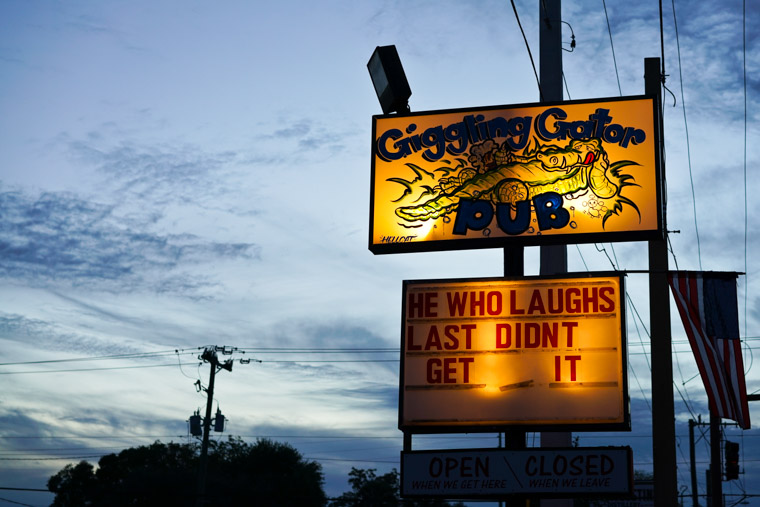 Giggling Gator
PUB
HELLCAT
HE WHO LAUGHS
LAST DIDNT
GET IT
OPEN \ CLOSED
WHEN WE GET HERE \ WHEN WE LEAVE